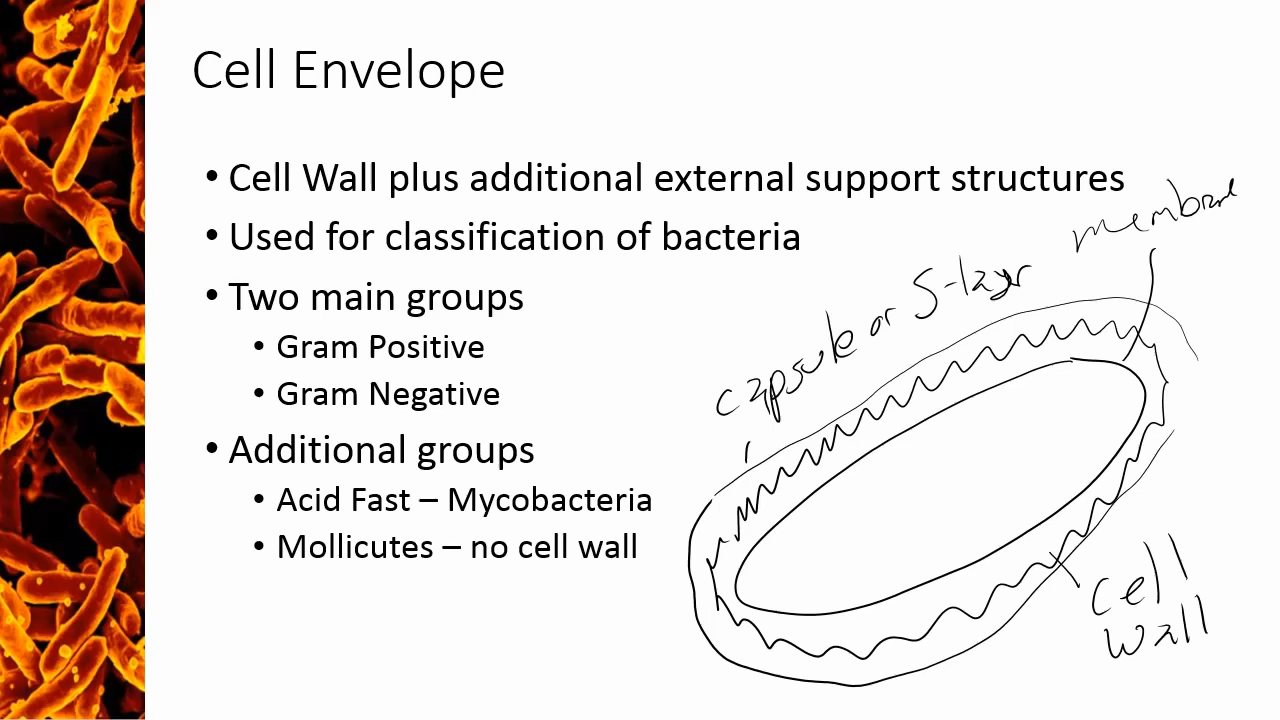 Cell Envelope
• Cell Wall plus additional external support structures
• Used for classification of bacteria
• Two main groups
• Gram Positive
• Gram Negative
• Additional groups
• Acid Fast – Mycobacteria
• Mollicutes – no cell wall
membrane
capsule or S-layer
cell
wall